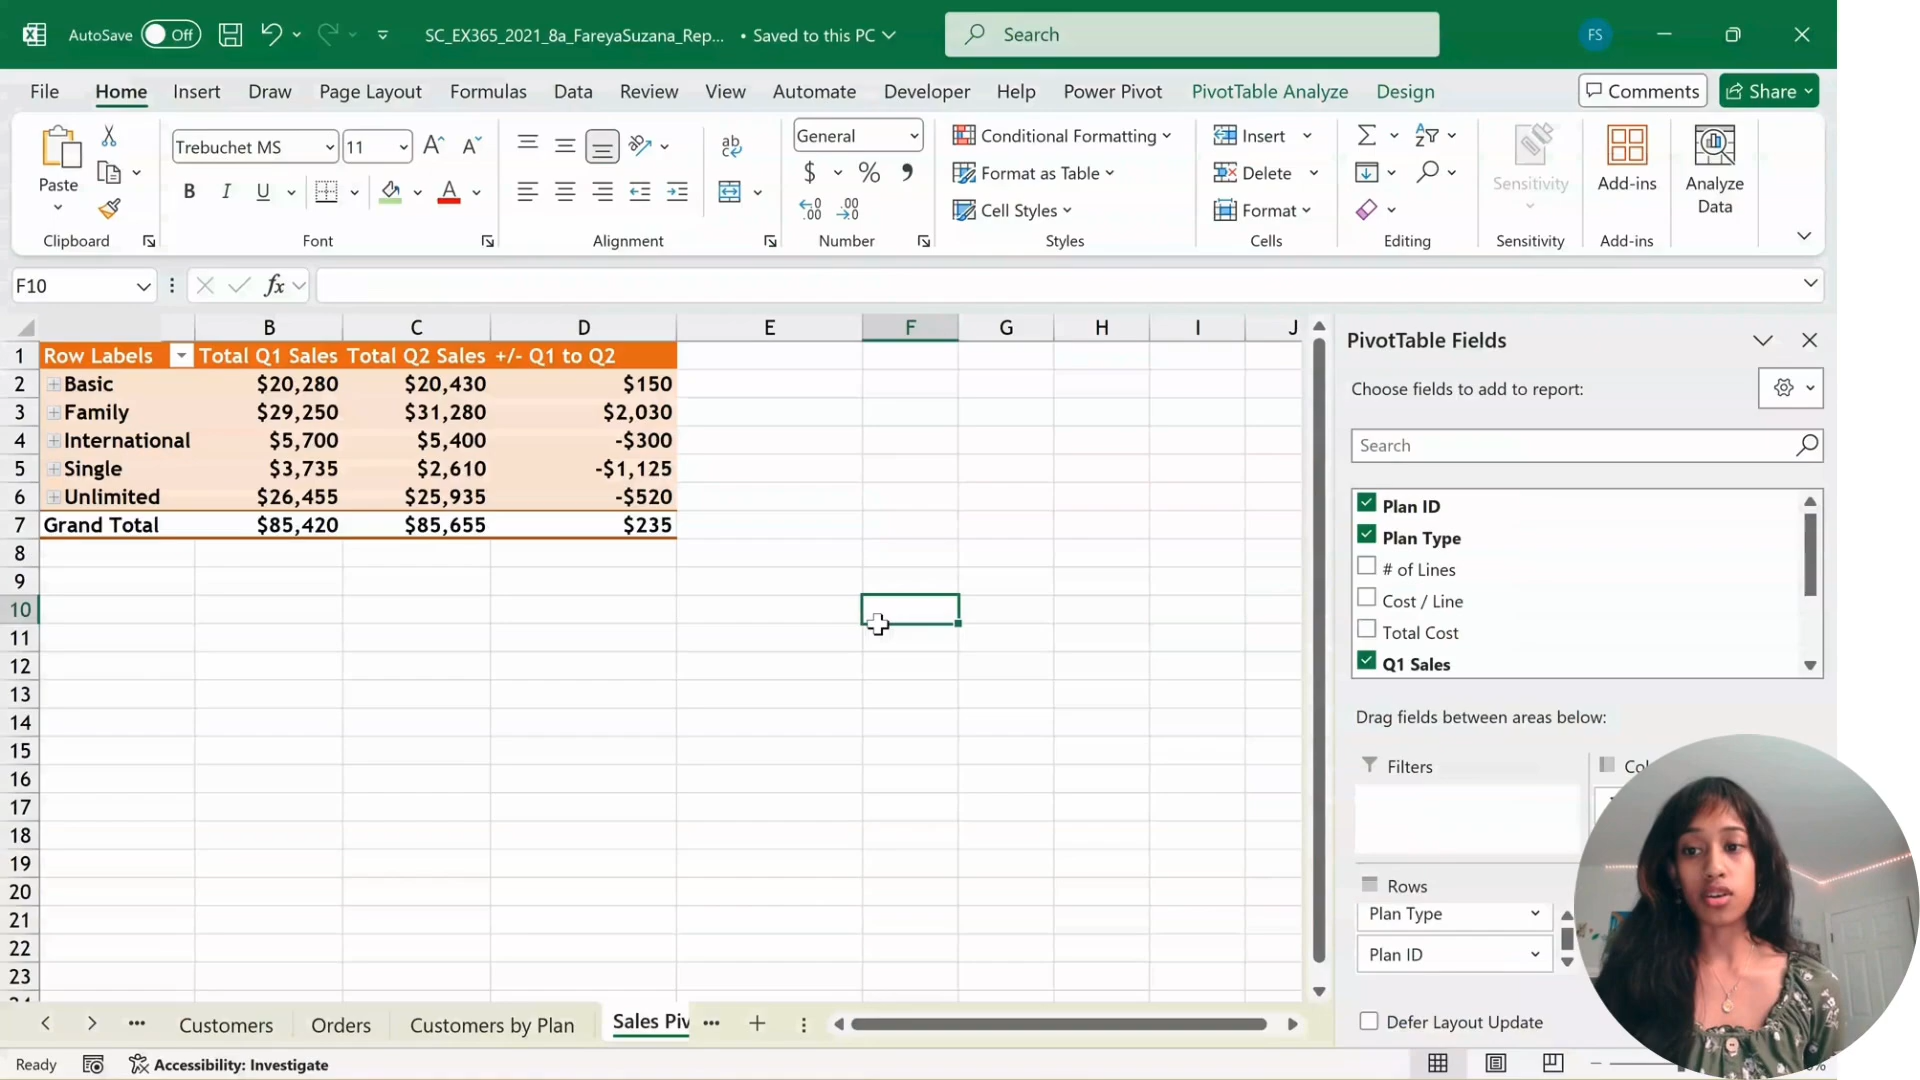 AutoSave Off SC_EX365_2021_8a_FareyaSuzana_Rep... • Saved to this PC Search FS
File Home Insert Draw Page Layout Formulas Data Review View Automate Developer Help Power Pivot PivotTable Analyze Design Comments Share
Trebuchet MS 11 General Conditional Formatting Insert
Paste $ % Format as Table Delete Sensitivity Add-ins Analyze Data
B I U A Cell Styles Format
Clipboard Font Alignment Number Styles Cells Editing Sensitivity Add-ins
F10 fx
B C D E F G H I J
1 Row Labels Total Q1 Sales Total Q2 Sales +/- Q1 to Q2
2 Basic $20,280 $20,430 $150
3 Family $29,250 $31,280 $2,030
4 International $5,700 $5,400 -$300
5 Single $3,735 $2,610 -$1,125
6 Unlimited $26,455 $25,935 -$520
7 Grand Total $85,420 $85,655 $235
8
9
10
11
12
13
14
15
16
17
18
19
20
21
22
23
PivotTable Fields
Choose fields to add to report:
Search
Plan ID
Plan Type
# of Lines
Cost / Line
Total Cost
Q1 Sales
Drag fields between areas below:
Filters
Rows
Plan Type
Plan ID
Defer Layout Update
Customers Orders Customers by Plan Sales Piv
Ready Accessibility: Investigate